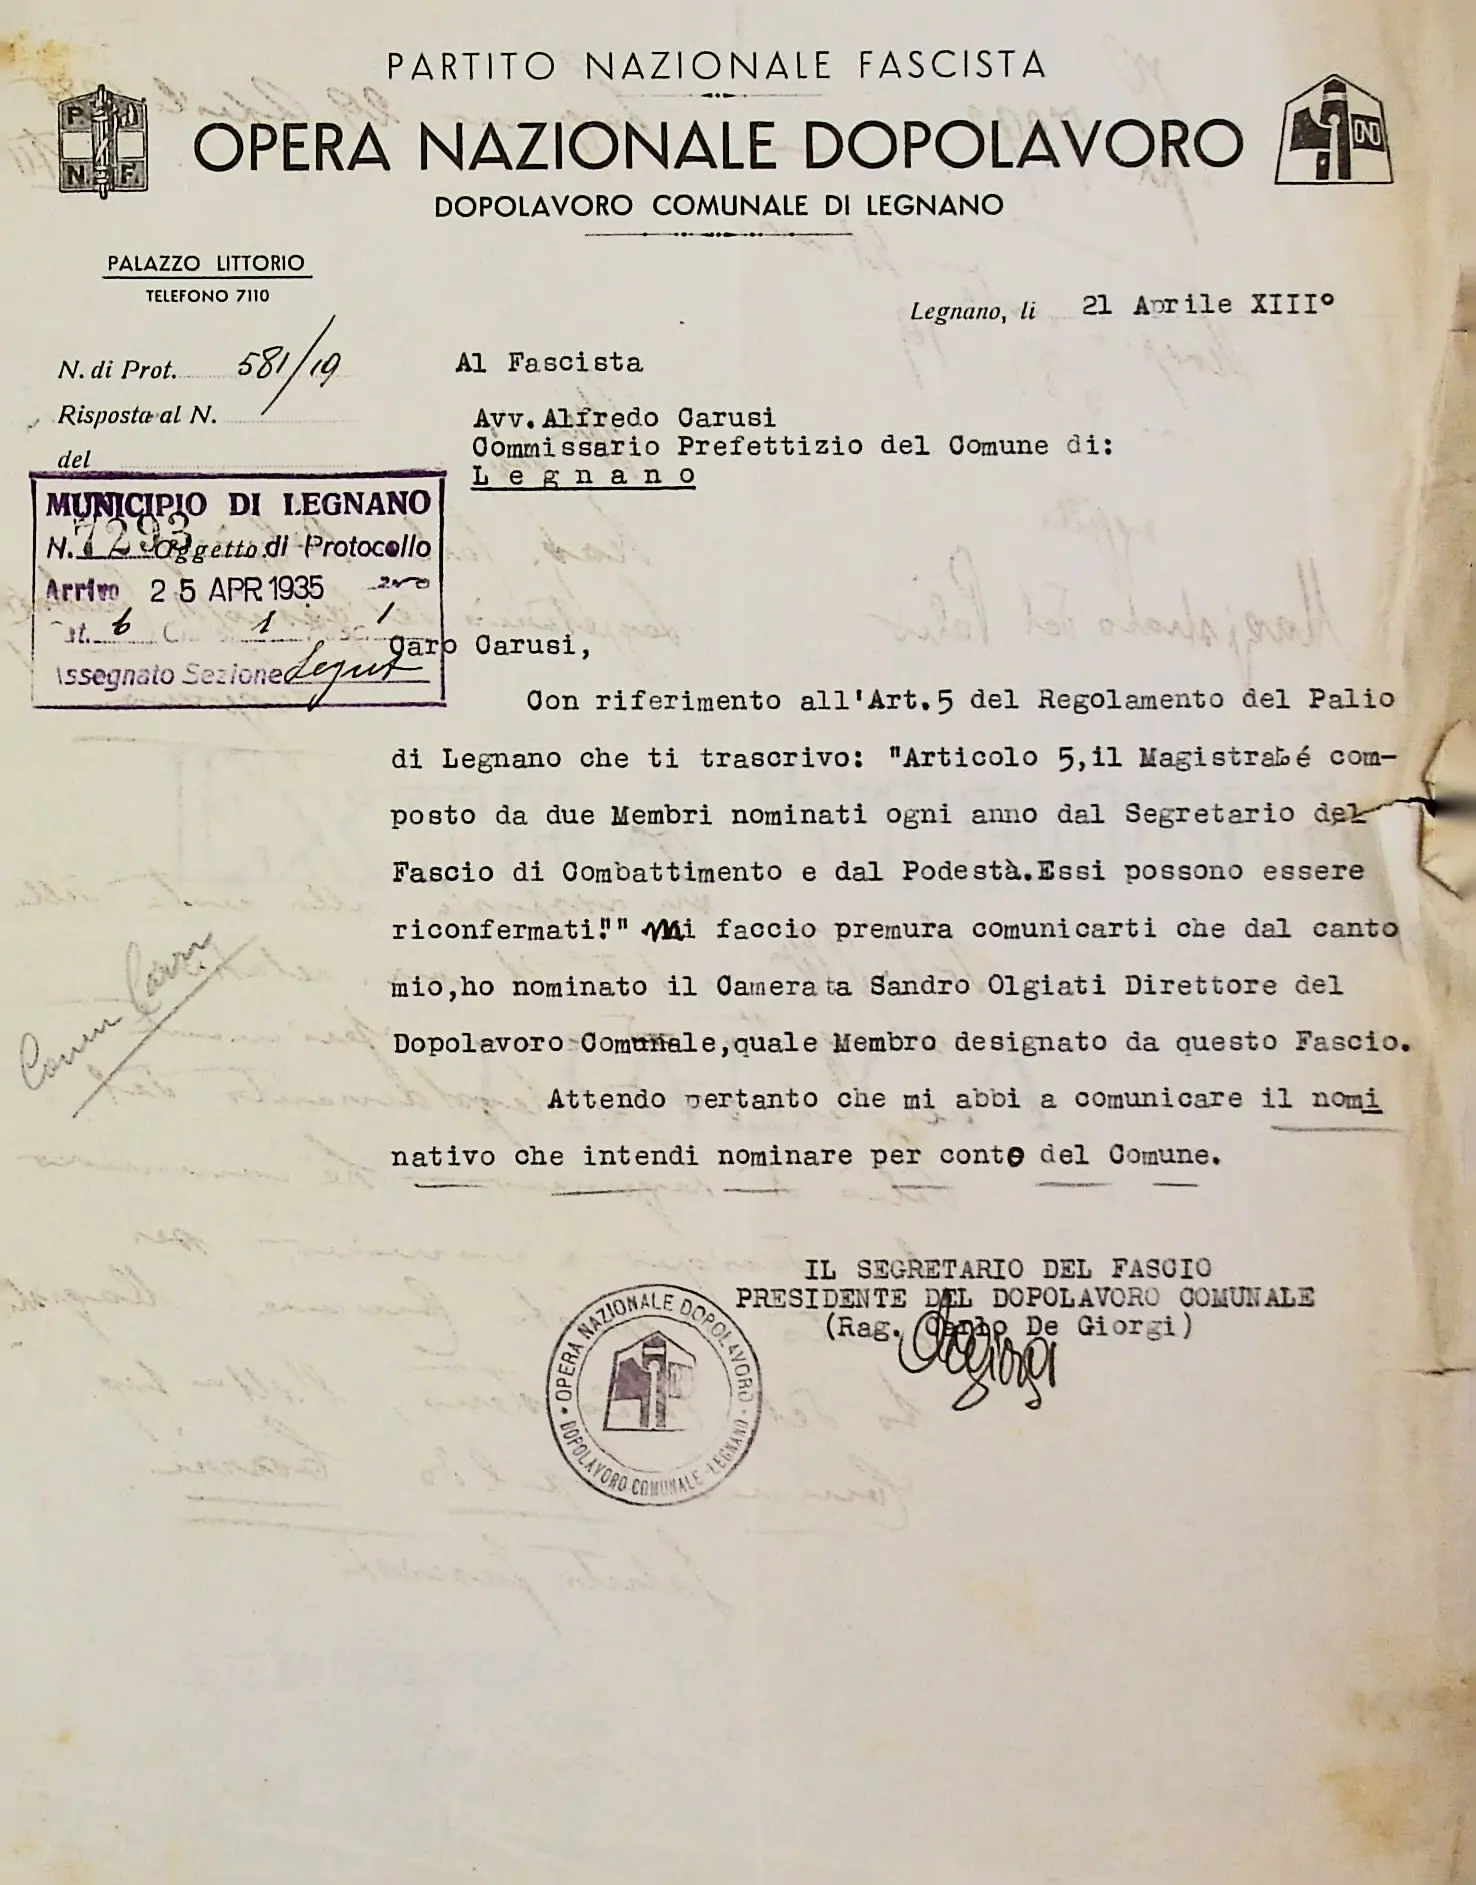 PARTITO NAZIONALE FASCISTA
OPERA NAZIONALE DOPOLAVORO
DOPOLAVORO COMUNALE DI LEGNANO
P. N. F.
OND
PALAZZO LITTORIO
TELEFONO 7110
Legnano, li 21 Aprile XIII°
N. di Prot. 581/19
Risposta al N.
del
Al Fascista
Avv. Alfredo Carusi
Commissario Prefettizio del Comune di:
Legnano
MUNICIPIO DI LEGNANO
N. 7293 Oggetto di Protocollo
Arrivo 25 APR 1935
6 1 1
Assegnato Sezione
Caro Carusi,
Con riferimento all'Art.5 del Regolamento del Palio
di Legnano che ti trascrivo: "Articolo 5,il Magistrato é com-
posto da due Membri nominati ogni anno dal Segretario del
Fascio di Combattimento e dal Podestà.Essi possono essere
riconfermati!"" Mi faccio premura comunicarti che dal canto
mio,ho nominato il Camerata Sandro Olgiati Direttore del
Dopolavoro Comunale,quale Membro designato da questo Fascio.
Attendo pertanto che mi abbi a comunicare il nomi
nativo che intendi nominare per conto del Comune.
IL SEGRETARIO DEL FASCIO
PRESIDENTE DEL DOPOLAVORO COMUNALE
(Rag. Carlo De Giorgi)
OPERA NAZIONALE DOPOLAVORO
DOPOLAVORO COMUNALE - LEGNANO